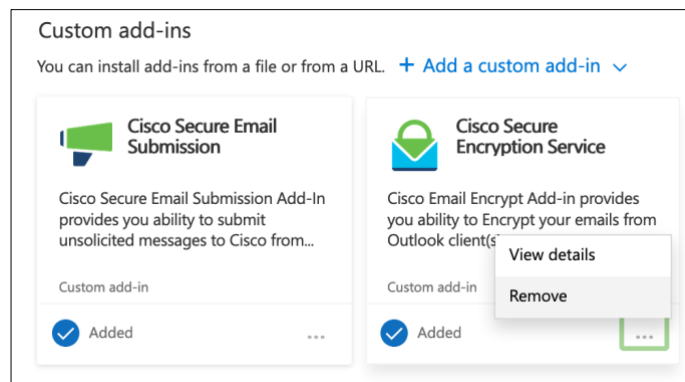 Custom add-ins
You can install add-ins from a file or from a URL. + Add a custom add-in
Cisco Secure Email
Submission
Cisco Secure Email Submission Add-In
provides you ability to submit
unsolicited messages to Cisco from...
Custom add-in
Added
...
Cisco Secure
Encryption Service
Cisco Email Encrypt Add-in provides
you ability to Encrypt your emails from
Outlook client(s
Custom add-in
Added
...
View details
Remove